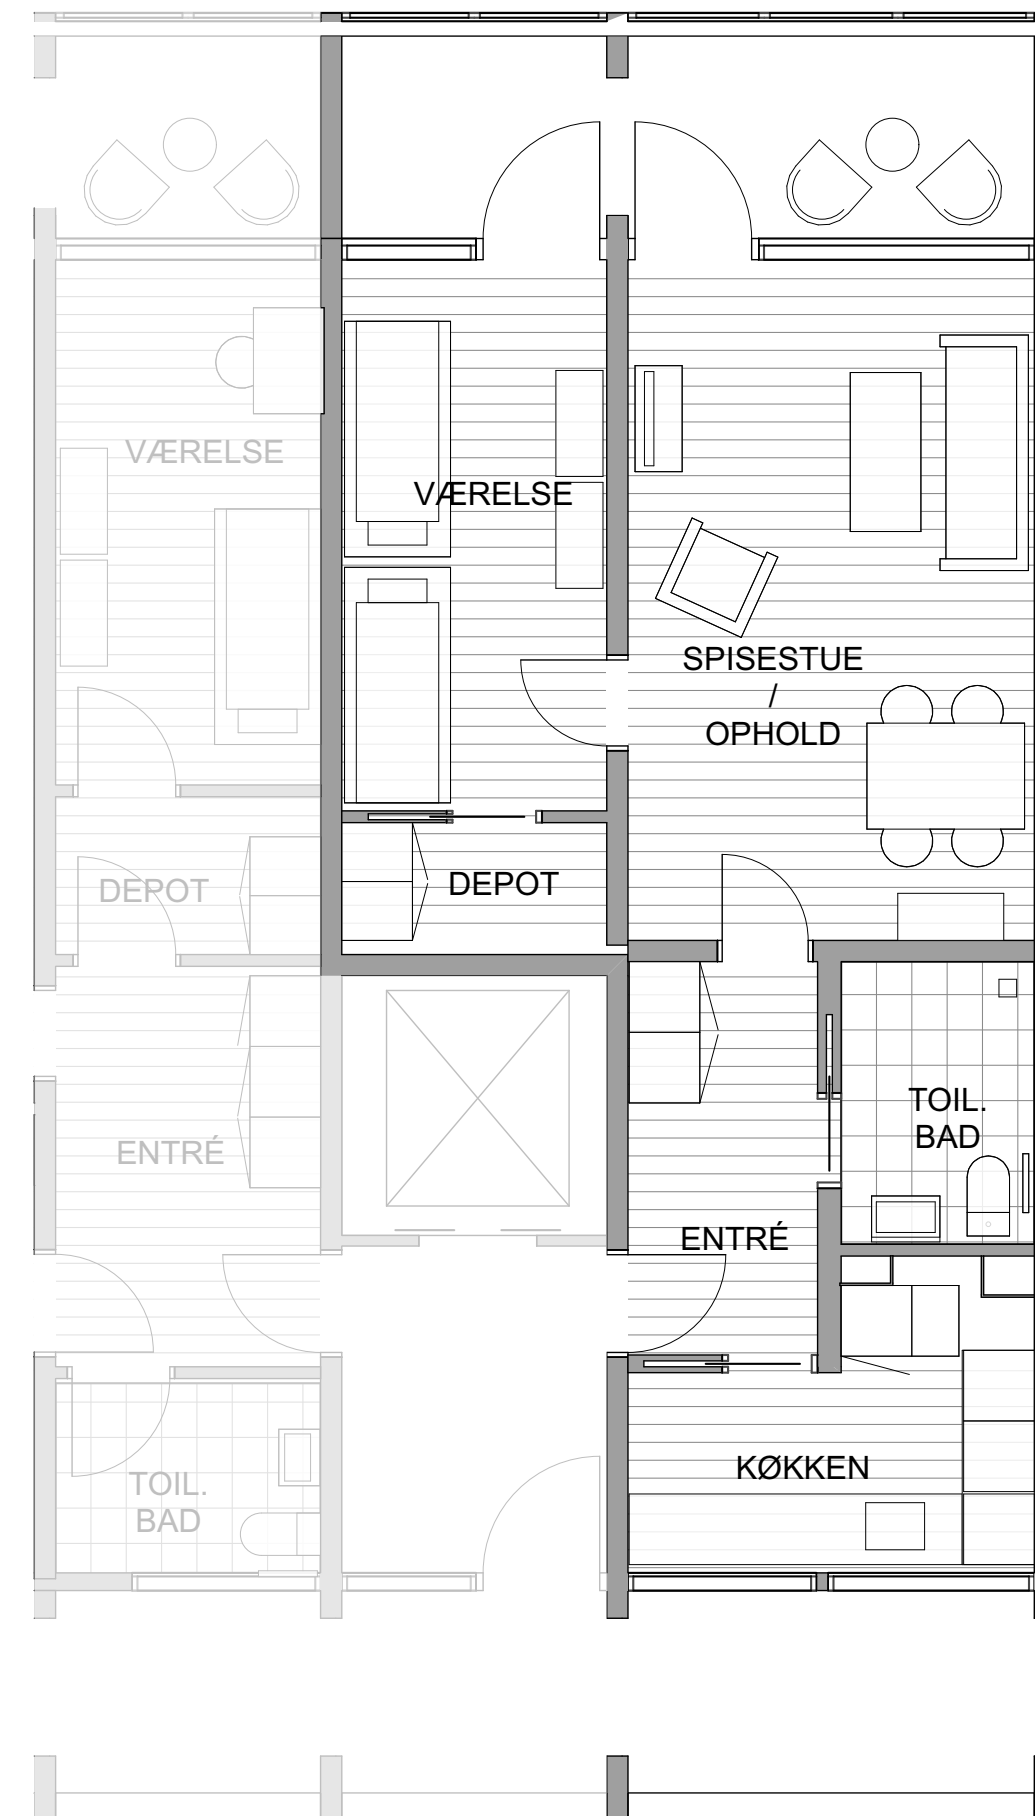 VÆRELSE
VÆRELSE
SPISESTUE
/
OPHOLD
DEPOT
DEPOT
TOIL.
BAD
ENTRÉ
ENTRÉ
KØKKEN
TOIL.
BAD